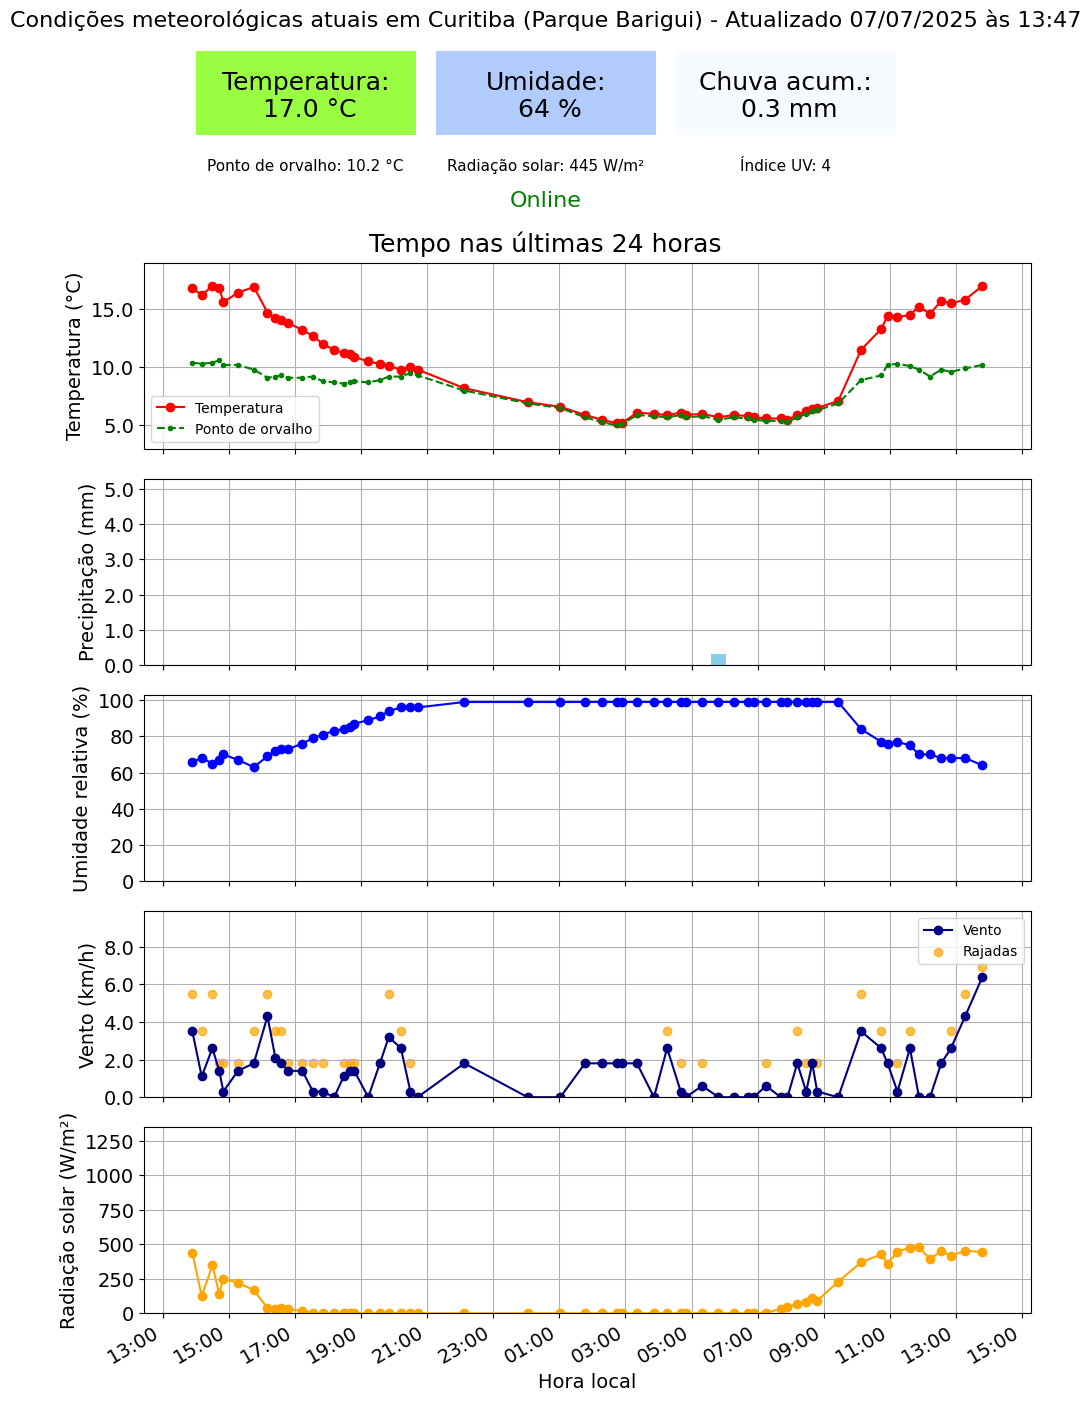 Condições meteorológicas atuais em Curitiba (Parque Barigui) - Atualizado 07/07/2025 às 13:47
Temperatura:
17.0 °C
Umidade:
64 %
Chuva acum.:
0.3 mm
Ponto de orvalho: 10.2 °C
Radiação solar: 445 W/m²
Índice UV: 4
Online
Tempo nas últimas 24 horas
Temperatura (°C)
15.0
10.0
5.0
Temperatura
Ponto de orvalho
Precipitação (mm)
5.0
4.0
3.0
2.0
1.0
0.0
Umidade relativa (%)
100
80
60
40
20
0
Vento (km/h)
8.0
6.0
4.0
2.0
0.0
Vento
Rajadas
Radiação solar (W/m²)
1250
1000
750
500
250
0
13:00
15:00
17:00
19:00
21:00
23:00
01:00
03:00
05:00
07:00
09:00
11:00
13:00
15:00
Hora local